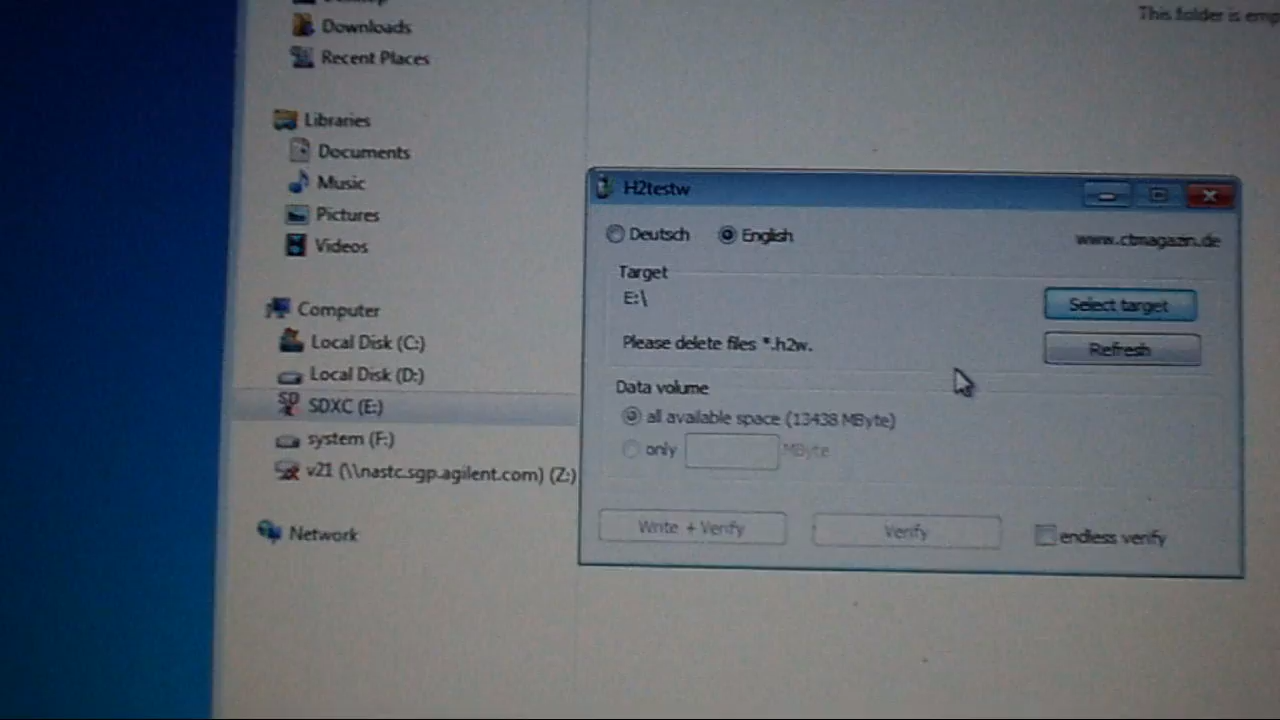 Downloads
Recent Places
This folder is
Libraries
Documents
Music
Pictures
Videos
Computer
Local Disk (C:)
Local Disk (D:)
SDXC (E:)
system (F:)
v21 (\\nastc.sgp.agilent.com) (Z:)
Network
H2testw
Deutsch English www.ctmagazin.de
Target
E:\ Select target
Please delete files *.h2w. Refresh
Data volume
all available space (13438 MByte)
only MByte
Write + Verify Verify endless verify